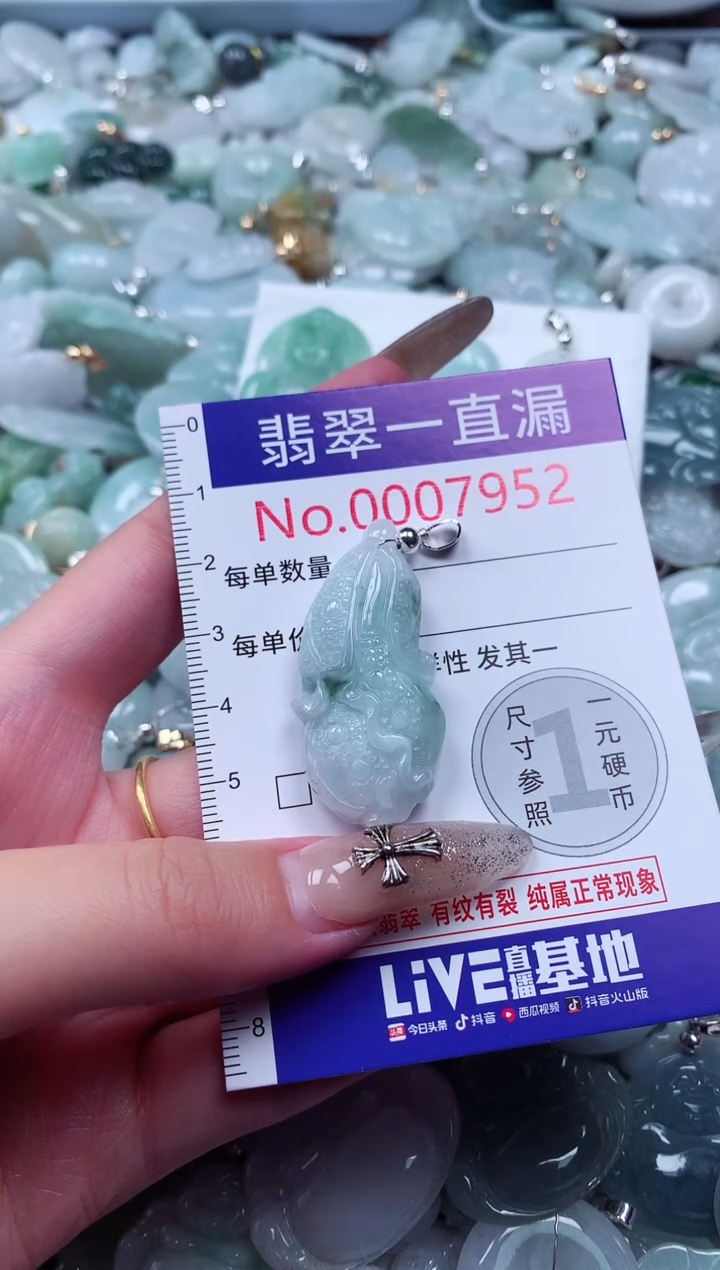 翡翠一直漏
No.0007952
每单数量
每单价
样性 发其一
尺寸参照
1
一元硬币
翡翠 有纹有裂 纯属正常现象
LiVE直播基地
今日头条 抖音 西瓜视频 抖音火山版
0
1
2
3
4
5
8